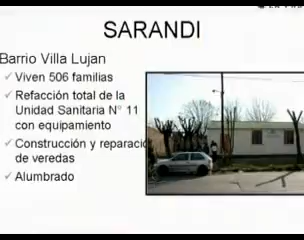 SARANDI
Barrio Villa Lujan
✓ Viven 506 familias
✓ Refacción total de la
Unidad Sanitaria N° 11
con equipamiento
✓ Construcción y reparació
de veredas
✓ Alumbrado